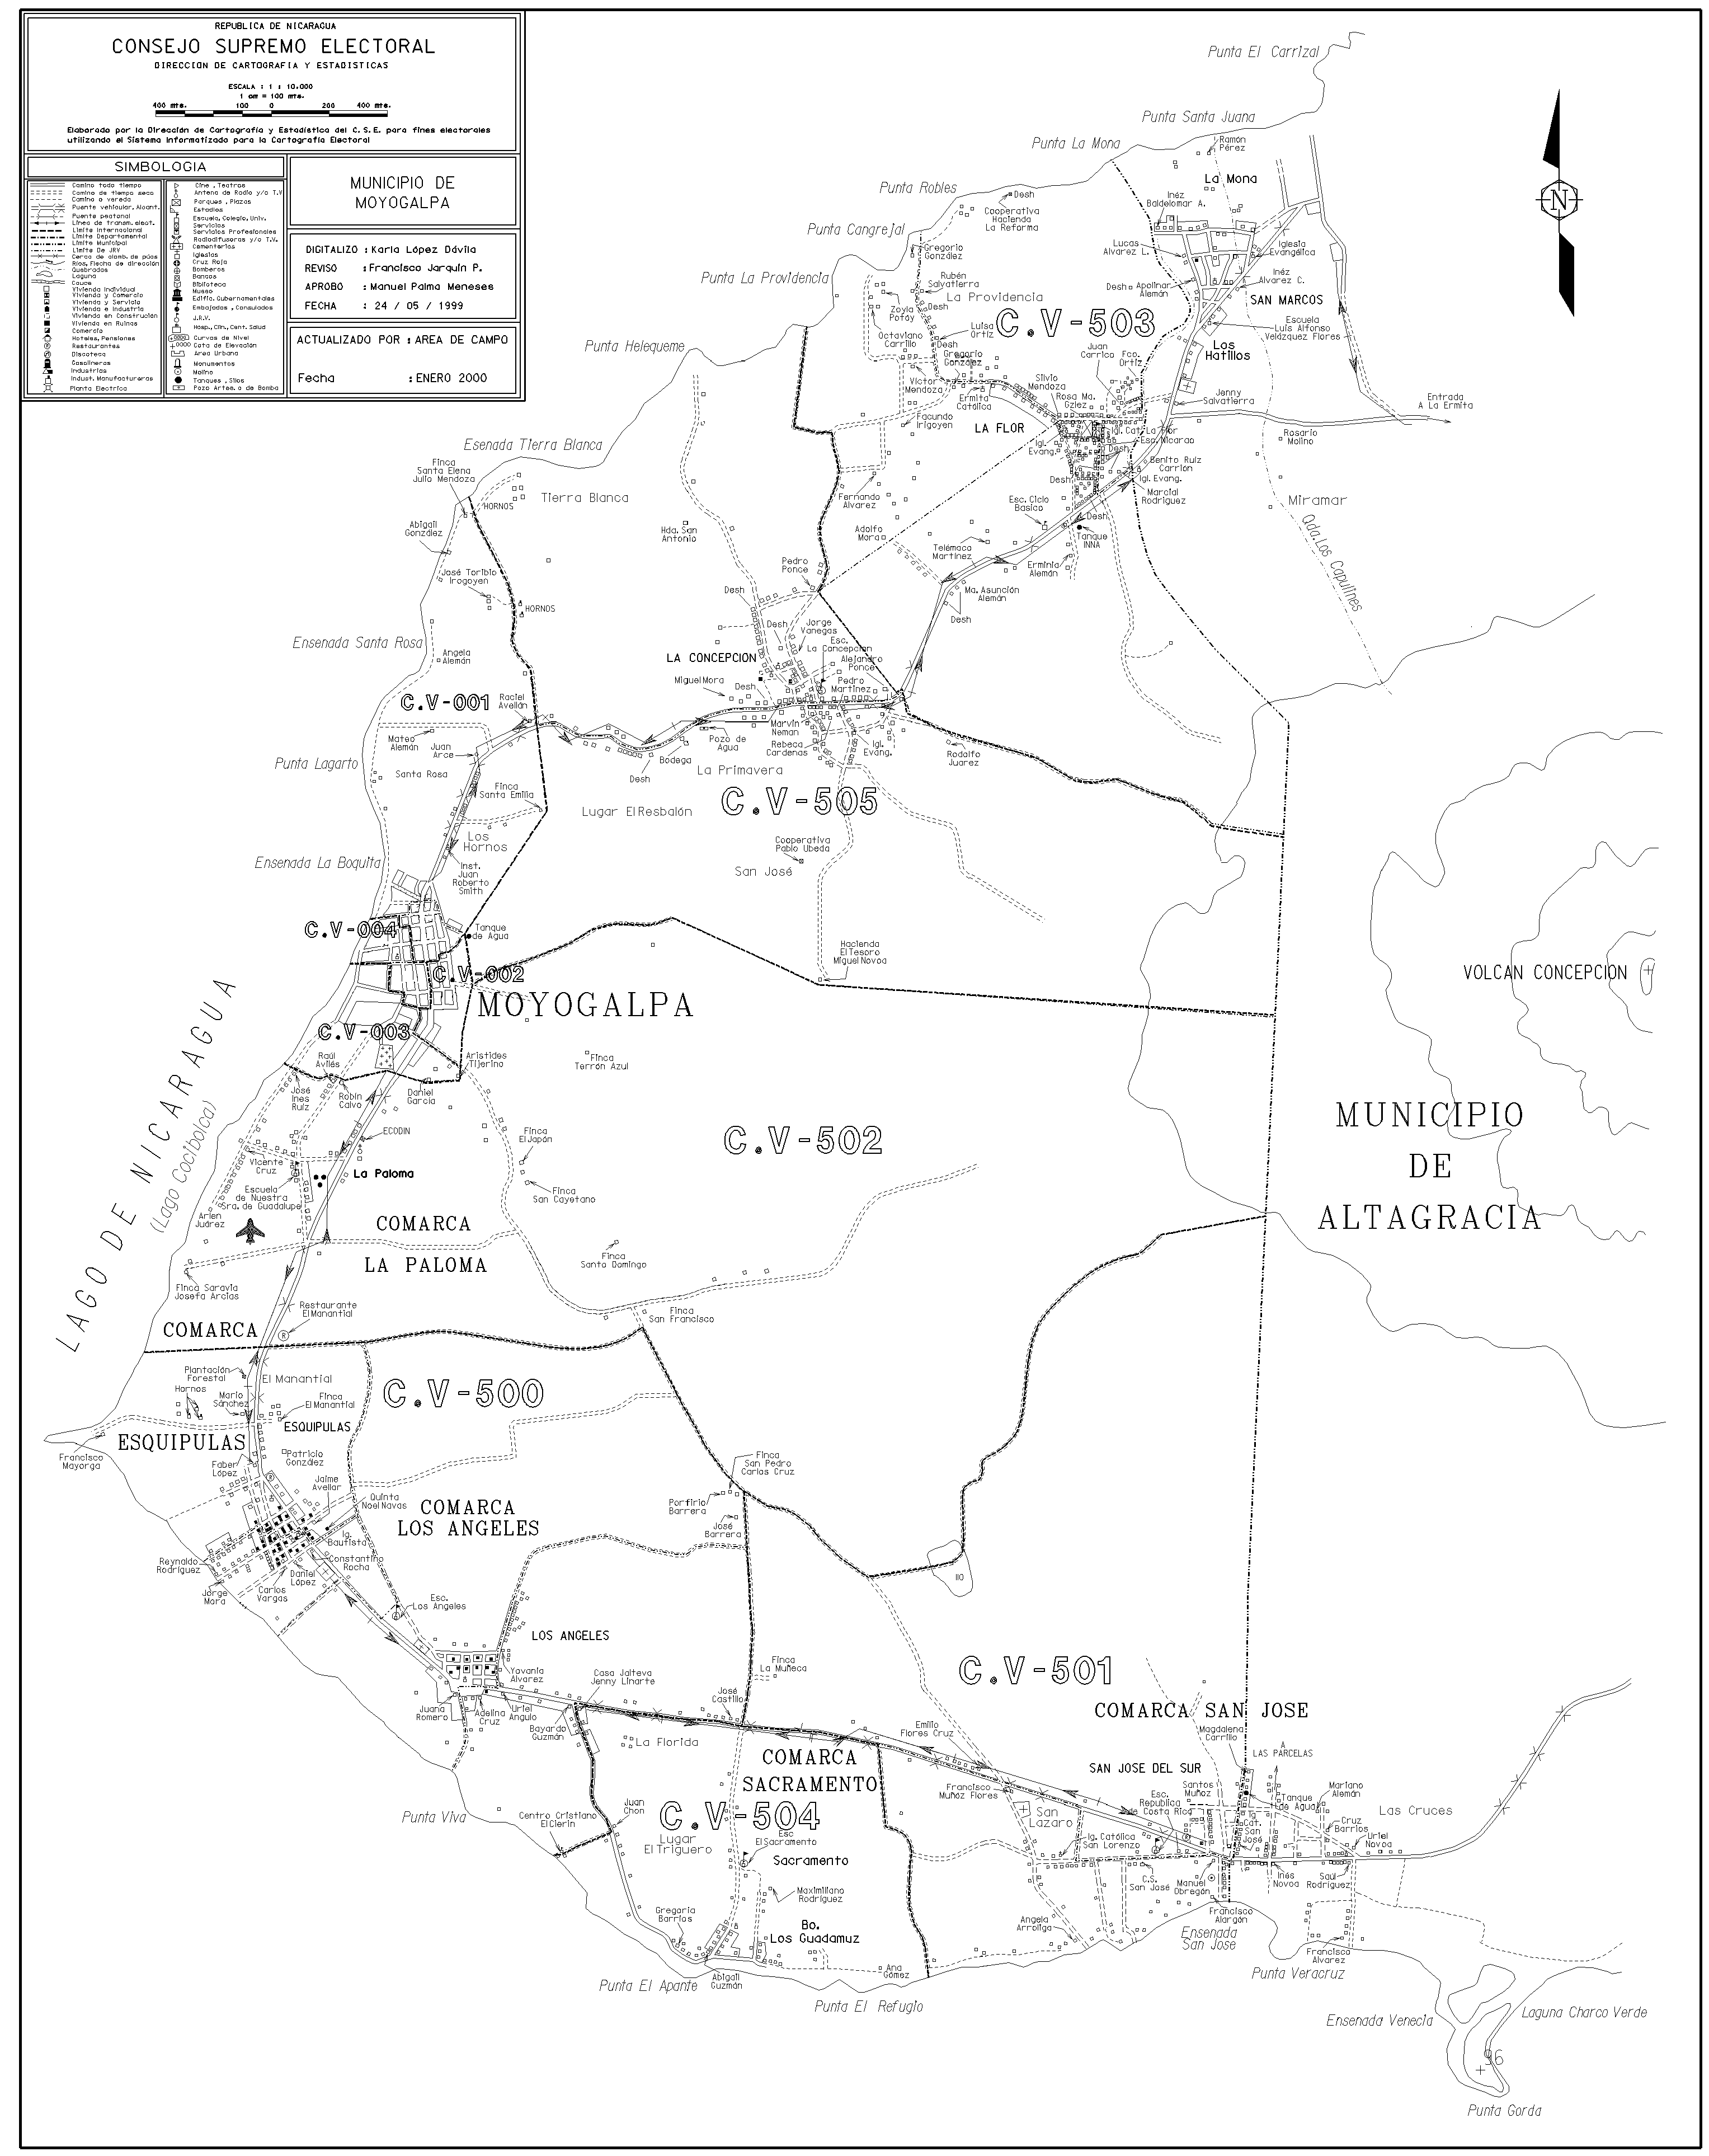 REPUBLICA DE NICARAGUA
CONSEJO SUPREMO ELECTORAL
DIRECCION DE CARTOGRAFIA Y ESTADISTICAS
ESCALA : 1 : 10,000
1 cm = 100 mts.
400 mts. 100 0 200 400 mts.
Elaborado por la Dirección de Cartografía y Estadística del C.S.E. para fines electorales
utilizando el Sistema Informatizado para la Cartografía Electoral
SIMBOLOGIA
Camino todo tiempo
Camino de tiempo seco
Camino o vereda
Puente vehicular, Alcant.
Puente peatonal
Línea de transm. elect.
Límite Internacional
Límite Departamental
Límite Municipal
Límite De JRV
Cerca de alamb. de púas
Ríos, Flecha de dirección
Quebradas
Laguna
Cauce
Vivienda Individual
Vivienda y Comercio
Vivienda y Servicio
Vivienda e Industria
Vivienda en Construcción
Vivienda en Ruinas
Comercio
Hoteles, Pensiones
Restaurantes
Discoteca
Gasolineras
Industrias
Indust. Manufactureras
Planta Electrica
Cine, Teatros
Antena de Radio y/o T.V
Parques, Plazas
Estadios
Escuela, Colegio, Univ.
Servicios
Servicios Profesionales
Radiodifusoras y/o T.V.
Cementerios
Iglesias
Cruz Roja
Bomberos
Bancos
Biblioteca
Museo
Edific. Gubernamentales
Embajadas, Consulados
J.R.V.
Hosp., Clin., Cent. Salud
Curvas de Nivel
Cota de Elevación
Area Urbana
Monumentos
Molino
Tanques, Silos
Pozo Artes. o de Bomba
MUNICIPIO DE
MOYOGALPA
DIGITALIZO : Karla López Dávila
REVISO : Francisco Jarquín P.
APROBO : Manuel Palma Meneses
FECHA : 24 / 05 / 1999
ACTUALIZADO POR : AREA DE CAMPO
Fecha : ENERO 2000
Punta El Carrizal
Punta Santa Juana
Punta La Mona
Ramón
Pérez
La Mona
Punta Robles
Desh
Cooperativa
Hacienda
La Reforma
Inéz
Baldelomar A.
Punta Cangrejal
Gregorio
González
Lucas
Alvarez L.
Iglesia
Evangélica
N
Punta La Providencia
Rubén
Salvatierra
La Providencia
Desh
Apolinar
Alemán
Inéz
Alvarez C.
SAN MARCOS
Zoyla
Potoy
Desh
C.V-503
Luisa
Ortiz
Escuela
Luis Alfonso
Velázquez Flores
Octaviano
Carrillo
Desh
Gregorio
González
Juan
Carrico
Fco.
Ortiz
Los
Hatillos
Punta Helequeme
Víctor
Mendoza
Ermita
Católica
Silvio
Mendoza
Rosa Ma.
Gzlez
Jenny
Salvatierra
Entrada
A La Ermita
Facundo
Irigoyen
LA FLOR
Igl. Cat. La Flor
Esc. Nicarao
Rosario
Molino
Igl.
Evang.
Desh
Benito Ruiz
Carrión
Igl. Evang.
Desh
Marcial
Rodríguez
Esenada Tierra Blanca
Finca
Santa Elena
Julio Mendoza
HORNOS
Tierra Blanca
Fernando
Alvarez
Esc. Ciclo
Basico
Miramar
Abigail
González
Hda. San
Antonio
Adolfo
Mora
Desh
Tanque
INNA
Telémaco
Martínez
Qda Los Capulines
José Toribio
Irogoyen
Pedro
Ponce
Erminia
Alemán
HORNOS
Desh
Ma. Asunción
Alemán
Desh
Ensenada Santa Rosa
Desh
Jorge
Vanegas
Esc.
La Concepcion
Angela
Alemán
LA CONCEPCION
Alejandro
Ponce
Miguel Mora
Desh
Pedro
Martínez
C.V-001
Raciel
Avellán
Marvin
Neman
Mateo
Alemán
Juan
Arce
Pozo de
Agua
Rebeca
Cardenas
Igl.
Evang.
Rodolfo
Juarez
Punta Lagarto
Santa Rosa
Bodega
La Primavera
Desh
Finca
Santa Emilia
Lugar El Resbalón
C.V-505
Los
Hornos
Cooperativa
Pablo Ubeda
San José
Ensenada La Boquita
Inst.
Juan
Roberto
Smith
C.V-004
Tanque
de Agua
Hacienda
El Tesoro
Miguel Novoa
C.V-002
VOLCAN CONCEPCION
MOYOGALPA
C.V-003
Raúl
Avilés
Aristides
Tijerino
Finca
Terrón Azul
LAGO DE NICARAGUA
(Lago Cocibolca)
José
Ines
Ruiz
Robin
Calvo
Daniel
García
MUNICIPIO
DE
ALTAGRACIA
ECODIN
Finca
El Japón
C.V-502
Vicente
Cruz
La Paloma
Escuela
de Nuestra
Sra. de Guadalupe
Finca
San Cayetano
Arlen
Juárez
COMARCA
LA PALOMA
Finca
Santo Domingo
Finca Saravia
Josefa Arcias
Restaurante
El Manantial
R
Finca
San Francisco
COMARCA
ESQUIPULAS
Plantación
Forestal
El Manantial
Hornos
Mario
Sánchez
Finca
El Manantial
C.V-500
ESQUIPULAS
Francisco
Mayorga
Patricio
González
Faber
López
Jaime
Avellar
Finca
San Pedro
Carlos Cruz
Quinta
Noel Navas
COMARCA
LOS ANGELES
Porfirio
Barrera
José
Barrera
Ig.
Bautista
Reynaldo
Rodríguez
Constantino
Rocha
Daniel
López
Jorge
Mora
Carlos
Vargas
110
Esc.
Los Angeles
LOS ANGELES
C.V-501
Yavania
Alvarez
Casa Jalteva
Jenny Linarte
Finca
La Muñeca
Juana
Romero
Adelina
Cruz
Uriel
Angulo
José
Castillo
Bayardo
Guzmán
Emilio
Flores Cruz
COMARCA SAN JOSE
La Florida
COMARCA
SACRAMENTO
Magdalena
Carrillo
A
LAS PARCELAS
SAN JOSE DEL SUR
Francisco
Muñoz Flores
Santos
Muñoz
Mariano
Alemán
Esc.
Republica
de Costa Rica
Tanque
de Agua
Punta Viva
Centro Cristiano
El Clerin
Juan
Chon
C.V-504
San
Lazaro
Las Cruces
Cruz
Barrios
Lugar
El Triguero
Esc
El Sacramento
Ig. Católica
San Lorenzo
Ig.
Cat.
San
José
Uriel
Novoa
Sacramento
C.S.
San José
Manuel
Obregón
Inés
Novoa
Saúl
Rodríguez
Maximiliano
Rodríguez
Gregoria
Barrios
Angela
Arroliga
Francisco
Alargón
Bo.
Los Guadamuz
Ensenada
San Jose
Francisco
Alvarez
Ana
Gómez
Abigail
Guzmán
Punta El Apante
Punta El Refugio
Punta Veracruz
Ensenada Venecia
Laguna Charco Verde
96
Punta Gorda